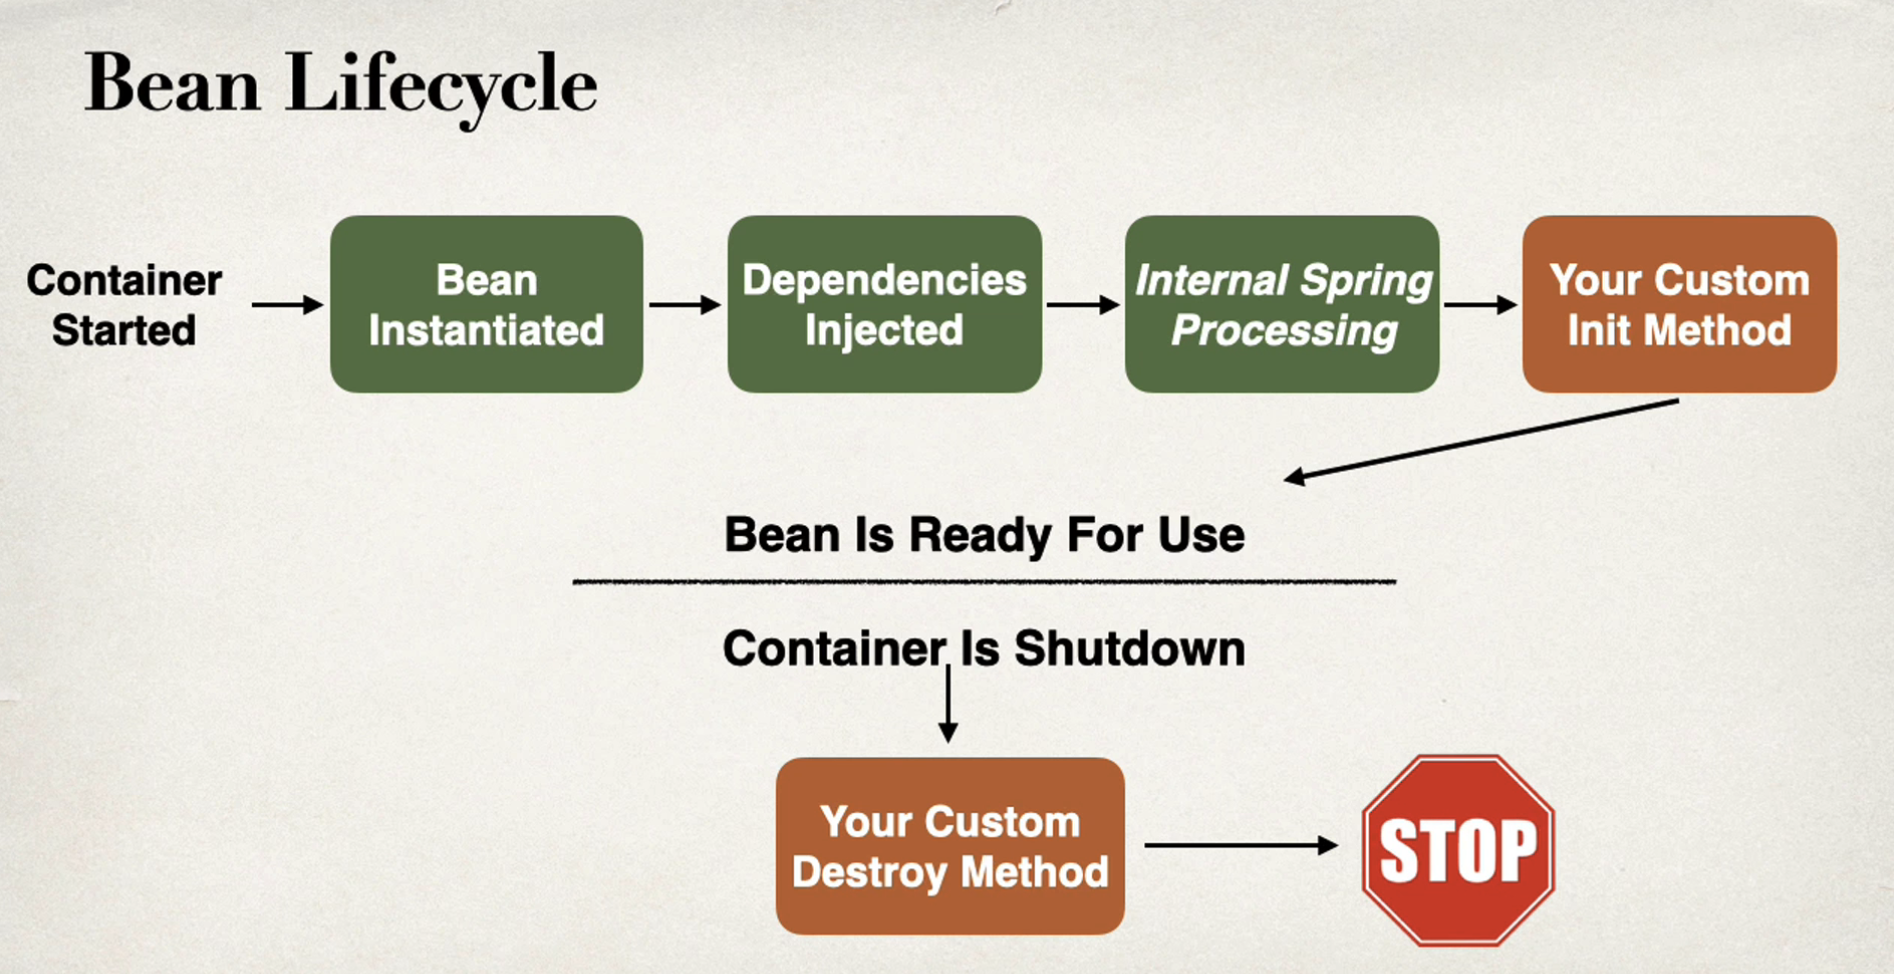 Bean Lifecycle
Container
Started
Bean
Instantiated
Dependencies
Injected
Internal Spring
Processing
Your Custom
Init Method
Bean Is Ready For Use
Container Is Shutdown
Your Custom
Destroy Method
STOP